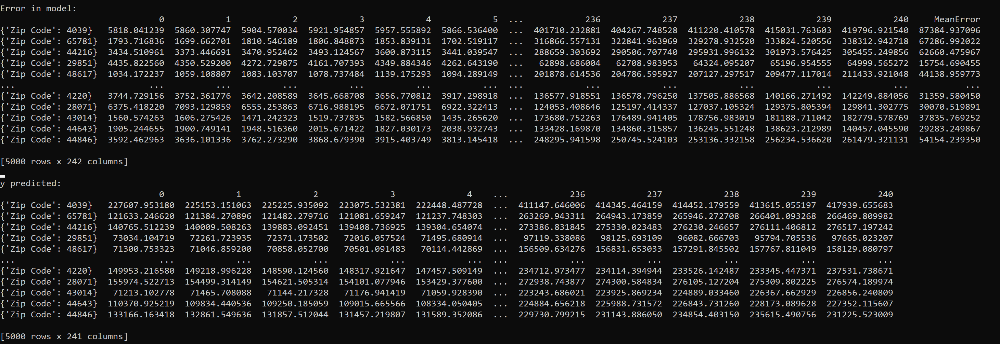 Error in model:
0 1 2 3 4 5 ... 236 237 238 239 240 MeanError
{'Zip Code': 4039} 5818.041239 5860.307747 5904.570034 5921.954857 5957.555892 5866.536400 ... 401710.232881 404267.748528 411220.410578 415031.763603 419796.921540 87384.937096
{'Zip Code': 65781} 1793.716836 1699.662701 1810.546189 1806.848873 1853.839131 1702.519117 ... 316866.557131 322841.963969 329278.932520 333824.520556 338312.942718 67286.992022
{'Zip Code': 44216} 3434.510961 3373.446691 3470.952462 3493.124567 3600.873115 3441.039547 ... 288659.303692 290506.707740 295931.996132 301973.576425 305455.249856 62660.475967
{'Zip Code': 29851} 4435.822560 4350.529200 4272.729875 4161.707393 4349.884346 4262.643190 ... 62898.686004 62708.983953 64324.095207 65196.954555 64999.565272 15754.690455
{'Zip Code': 48617} 1034.172237 1059.108807 1083.103707 1078.737484 1139.175293 1094.289149 ... 201878.614536 204786.595927 207127.297517 209477.117014 211433.921048 44138.959773
... ... ... ... ... ... ... ... ... ... ... ... ... ...
{'Zip Code': 4220} 3744.729156 3752.361776 3642.208589 3645.668708 3656.770812 3917.298918 ... 136577.918551 136578.796250 137505.886568 140166.271492 142249.884056 31359.580450
{'Zip Code': 28071} 6375.418220 7093.129859 6555.253863 6716.988195 6672.071751 6922.322413 ... 124053.408646 125197.414337 127037.105324 129375.805394 129841.302775 30070.519891
{'Zip Code': 43014} 1560.574263 1606.275426 1471.242323 1519.737835 1582.566850 1435.265620 ... 173680.752263 176489.941405 178756.983019 181188.711042 182779.578769 37835.769252
{'Zip Code': 44643} 1905.244655 1900.749141 1948.516360 2015.671422 1827.030173 2038.932743 ... 133428.169870 134860.315857 136245.551248 138623.212989 140457.045590 29283.249867
{'Zip Code': 44846} 3592.462963 3636.101336 3762.273290 3868.679390 3915.403749 3813.145418 ... 248295.941598 250745.524103 253136.332158 256234.536620 261479.321131 54154.239350
[5000 rows x 242 columns]
y predicted:
0 1 2 3 4 ... 236 237 238 239 240
{'Zip Code': 4039} 227607.953180 225153.151063 225225.935092 223075.532381 222448.487728 ... 411147.646006 414345.464159 414452.179559 413615.055197 417939.655683
{'Zip Code': 65781} 121633.246620 121384.270896 121482.279716 121081.659247 121237.748303 ... 263269.943311 264943.173859 265946.272708 266401.093268 266469.809982
{'Zip Code': 44216} 140765.512239 140009.508263 139883.092451 139408.736925 139304.654074 ... 273386.831845 275330.023483 276230.246657 276111.406812 276517.197242
{'Zip Code': 29851} 73034.104719 72261.723935 72371.173502 72016.057524 71495.680914 ... 97119.338086 98125.693109 96082.666703 95794.705536 97665.023207
{'Zip Code': 48617} 71300.753323 71046.859200 70858.052700 70501.091483 70114.442869 ... 156509.634276 156831.653033 157291.845502 157767.811049 158129.080797
... ... ... ... ... ... ... ... ... ... ... ...
{'Zip Code': 4220} 149953.216580 149218.996228 148590.124560 148317.921647 147457.509149 ... 234712.973477 234114.394944 233526.142487 233345.447371 237531.738671
{'Zip Code': 28071} 155974.522713 154499.314149 154621.505314 154101.077946 153429.377600 ... 272938.743877 274300.584834 276105.127204 275309.802225 276574.189974
{'Zip Code': 43014} 71213.102778 71465.708088 71144.217328 71176.941419 71059.928390 ... 223243.686021 223925.869234 224889.033460 226367.662929 226856.240809
{'Zip Code': 44643} 110370.925219 109834.440536 109250.185059 109015.665566 108334.050405 ... 224884.656218 225988.731572 226843.731260 228173.089628 227352.115607
{'Zip Code': 44846} 133166.163418 132861.549636 131857.512044 131457.219807 131589.352086 ... 229730.799215 231143.886050 234854.403150 235615.490756 231225.523009
[5000 rows x 241 columns]